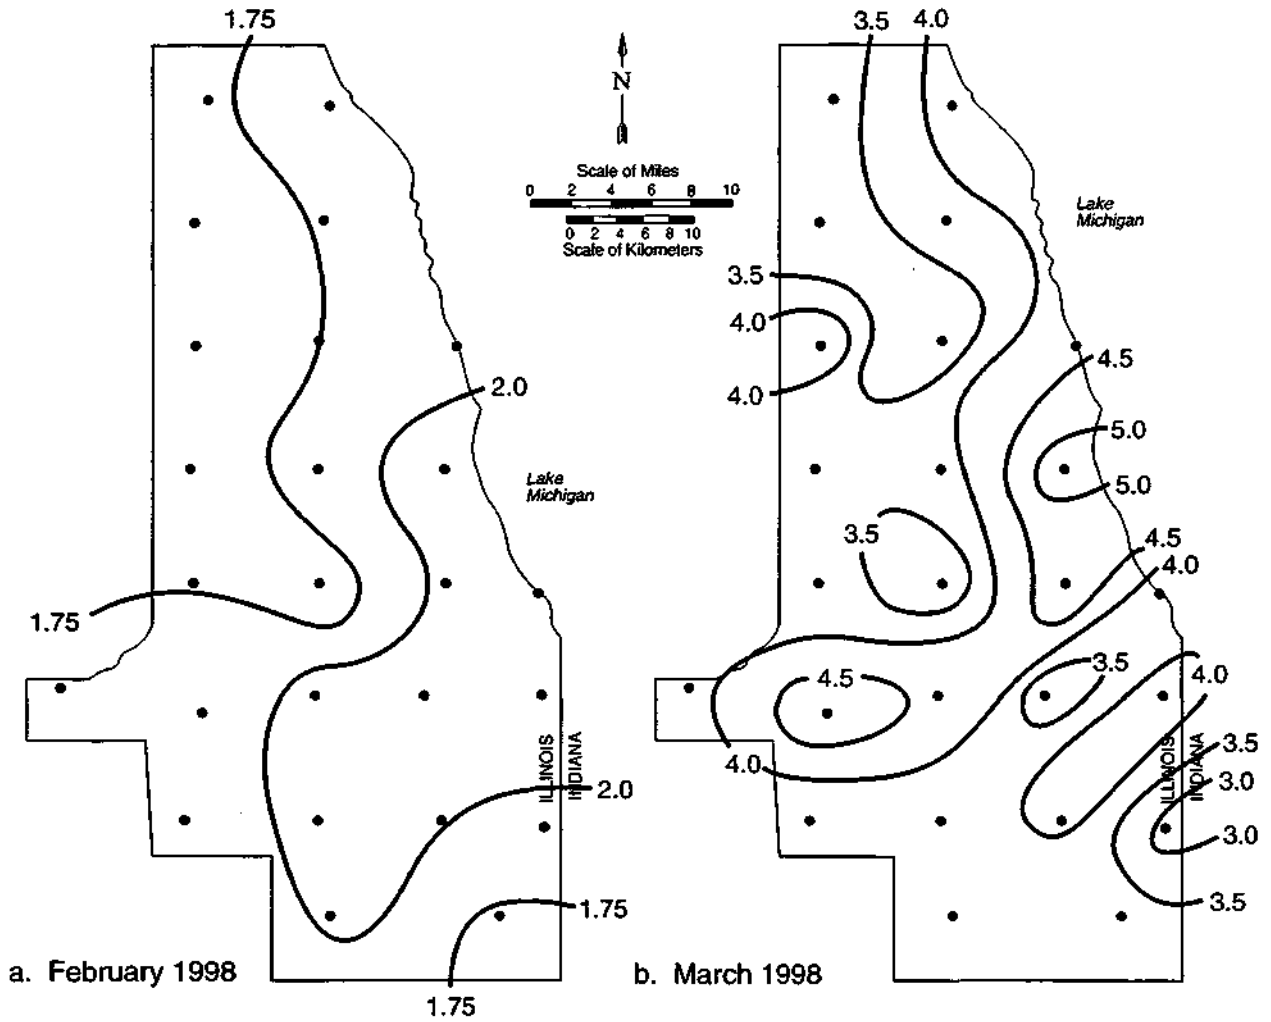 1.75
3.5 4.0
N
Scale of Miles
0 2 4 6 8 10
0 2 4 6 8 10
Scale of Kilometers
Lake
Michigan
3.5
4.0
4.0
4.5
5.0
5.0
2.0
Lake
Michigan
3.5
4.5
4.0
1.75
4.5
3.5
4.0
ILLINOIS
INDIANA
ILLINOIS
INDIANA
4.0
3.5
3.0
2.0
3.0
1.75
3.5
a. February 1998
b. March 1998
1.75